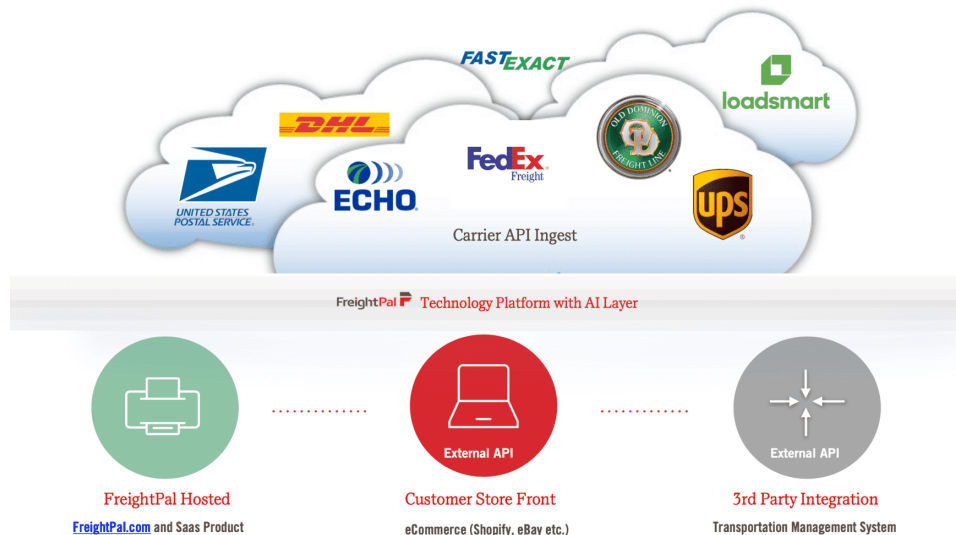 FASTEXACT
loadsmart
DHL
OLD DOMINION
OD
FREIGHT LINE
FedEx®
Freight
UNITED STATES
POSTAL SERVICE®
ECHO®
ups
®
Carrier API Ingest
FreightPal Technology Platform with AI Layer
External API
External API
FreightPal Hosted
Customer Store Front
3rd Party Integration
FreightPal.com and Saas Product
eCommerce (Shopify, eBay etc.)
Transportation Management System